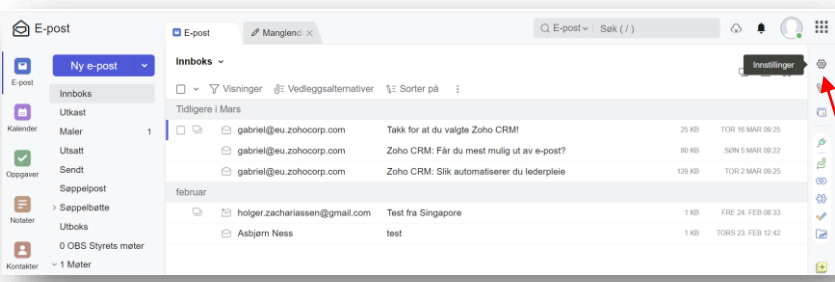 E-post
E-post
Manglend
E-post
Søk ( / )
Ny e-post
Innboks
Innstillinger
E-post
Innboks
Visninger
Vedleggsalternativer
Sorter på
Utkast
Tidligere i Mars
Kalender
Maler 1
gabriel@eu.zohocorp.com Takk for at du valgte Zoho CRM! 25 KB TOR 16 MAR 09:25
Utsatt
gabriel@eu.zohocorp.com Zoho CRM: Får du mest mulig ut av e-post? 80 KB SØN 5 MAR 09:22
Oppgaver
Sendt
gabriel@eu.zohocorp.com Zoho CRM: Slik automatiserer du lederpleie 129 KB TOR 2 MAR 09:25
Søppelpost
februar
Søppelbøtte
Notater
holger.zachariassen@gmail.com Test fra Singapore 1 KB FRE 24. FEB 08:33
Utboks
Asbjørn Ness test 1 KB TORS 23. FEB 12:42
0 OBS Styrets møter
Kontakter
1 Møter